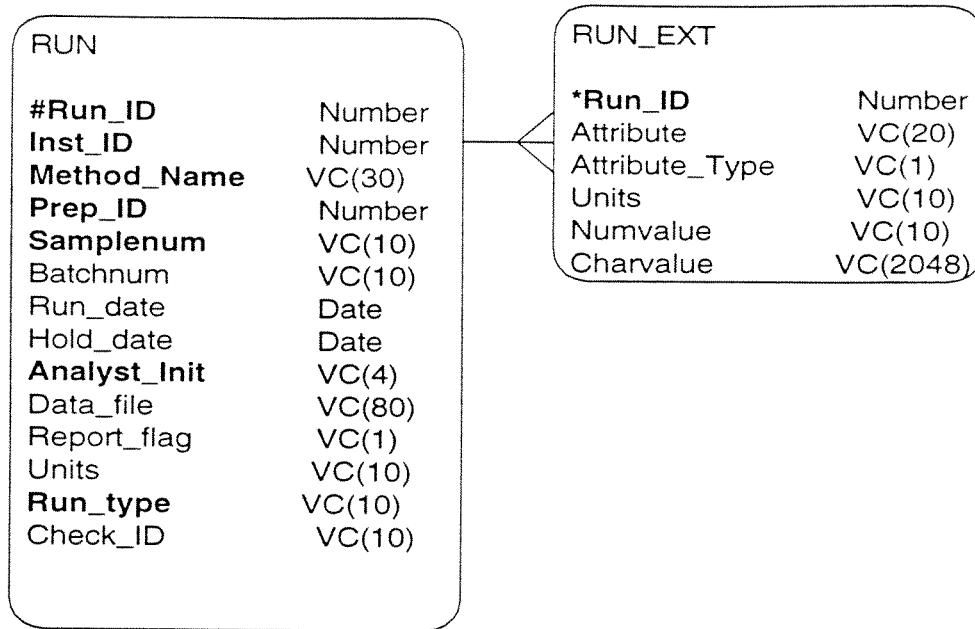 RUN
#Run_ID Number
Inst_ID Number
Method_Name VC(30)
Prep_ID Number
Samplenum VC(10)
Batchnum VC(10)
Run_date Date
Hold_date Date
Analyst_Init VC(4)
Data_file VC(80)
Report_flag VC(1)
Units VC(10)
Run_type VC(10)
Check_ID VC(10)
RUN_EXT
*Run_ID Number
Attribute VC(20)
Attribute_Type VC(1)
Units VC(10)
Numvalue VC(10)
Charvalue VC(2048)